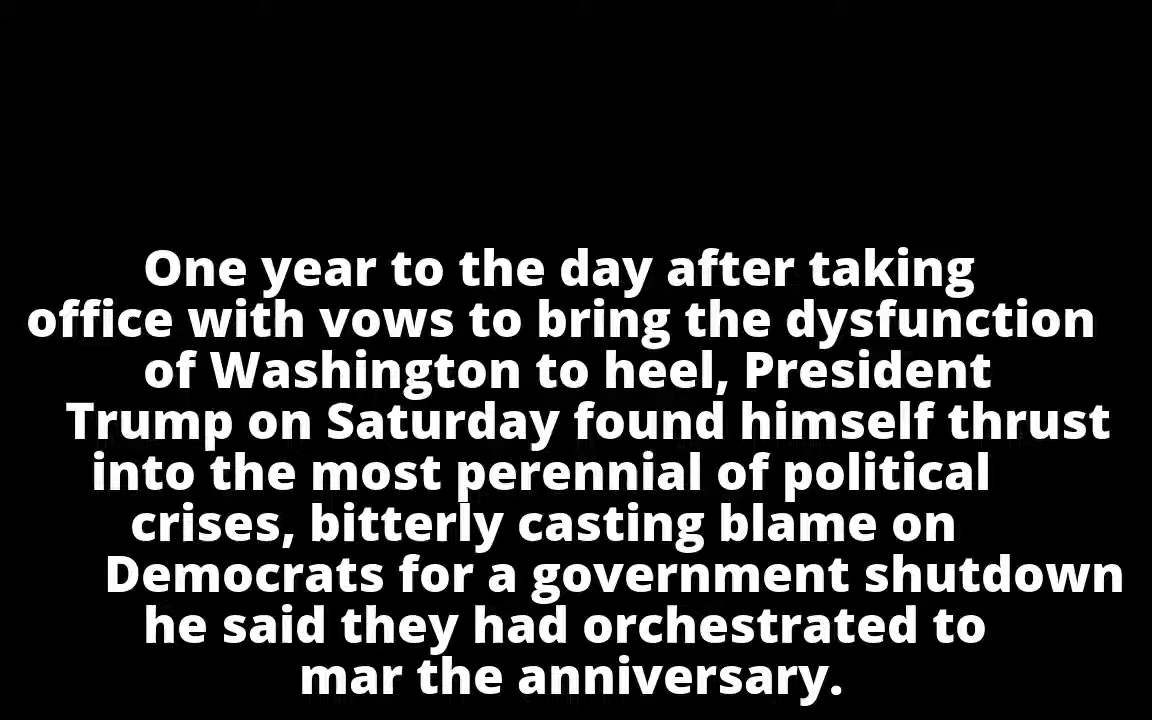 One year to the day after taking
office with vows to bring the dysfunction
of Washington to heel, President
Trump on Saturday found himself thrust
into the most perennial of political
crises, bitterly casting blame on
Democrats for a government shutdown
he said they had orchestrated to
mar the anniversary.